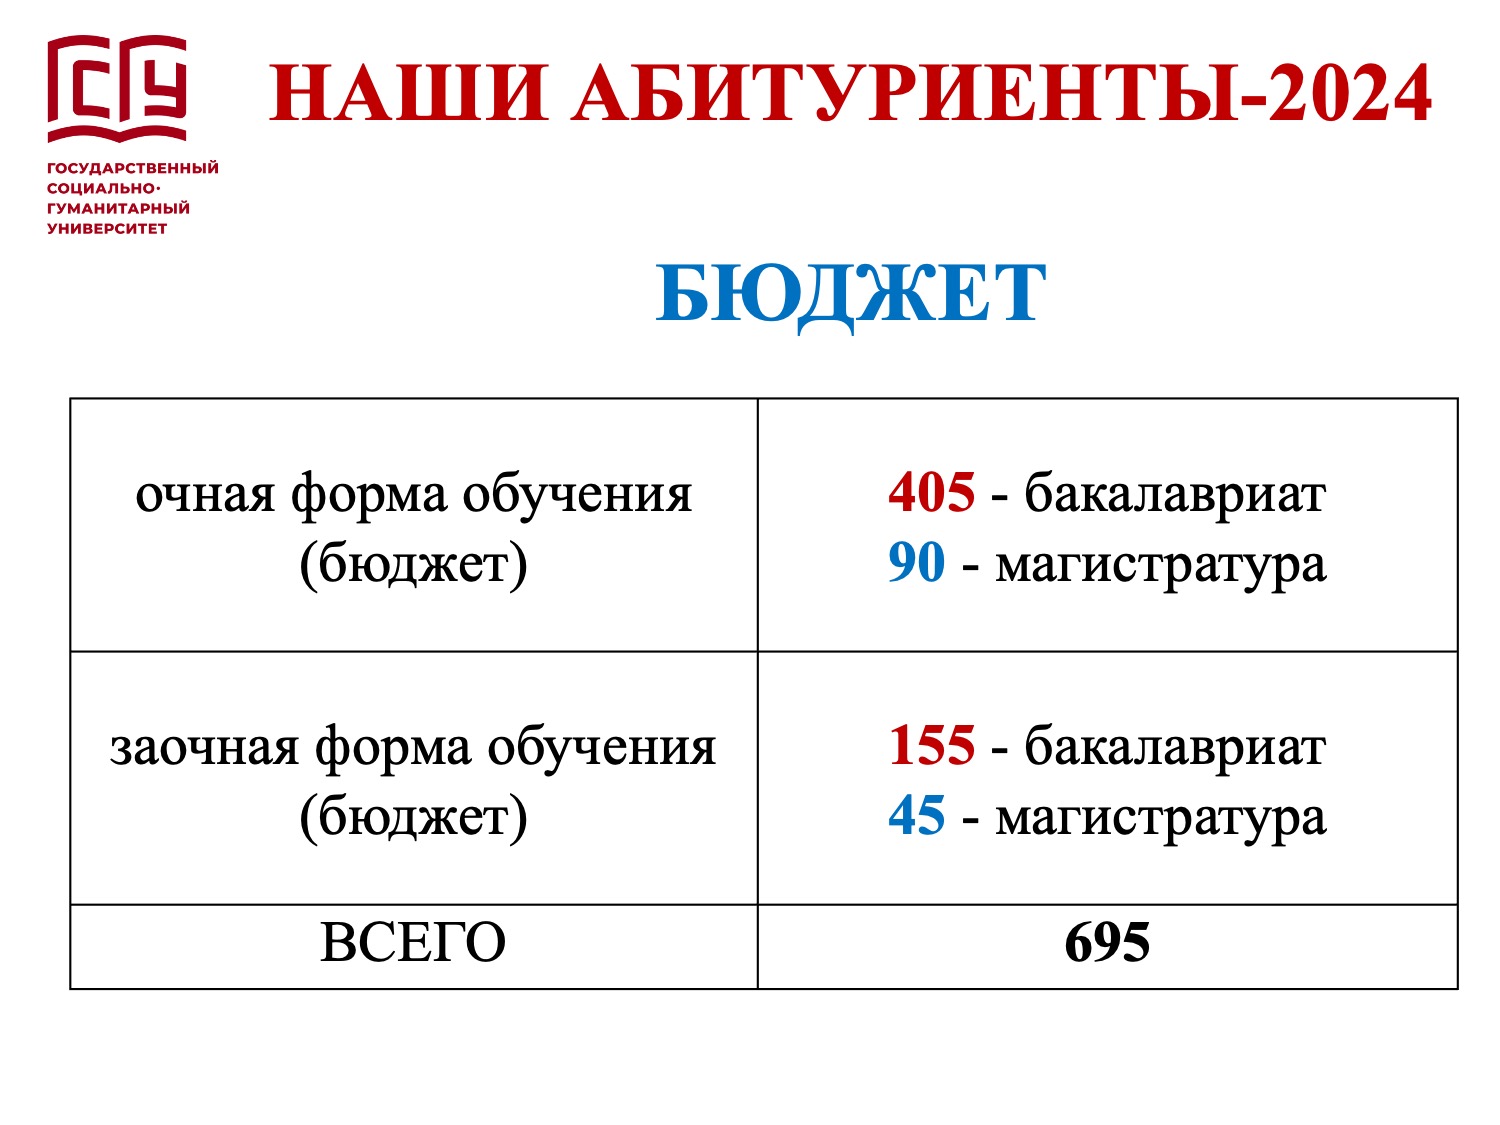 ГСГУ
ГОСУДАРСТВЕННЫЙ
СОЦИАЛЬНО-
ГУМАНИТАРНЫЙ
УНИВЕРСИТЕТ
НАШИ АБИТУРИЕНТЫ-2024
БЮДЖЕТ
очная форма обучения
(бюджет)
405 - бакалавриат
90 - магистратура
заочная форма обучения
(бюджет)
155 - бакалавриат
45 - магистратура
ВСЕГО
695